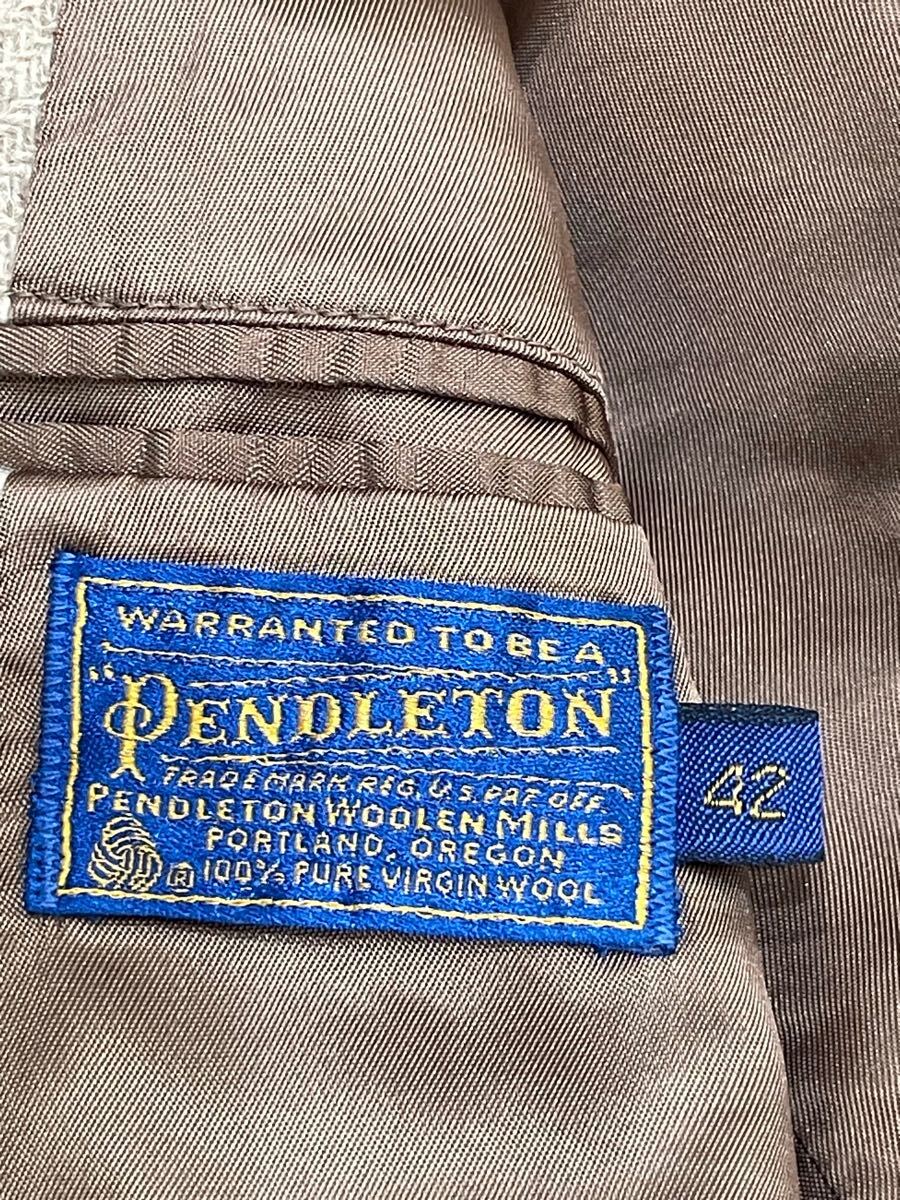 WARRANTED TO BE A
"PENDLETON"
TRADE MARK REG. U.S. PAT OFF
PENDLETON WOOLEN MILLS
PORTLAND, OREGON
® 100% PURE VIRGIN WOOL
42